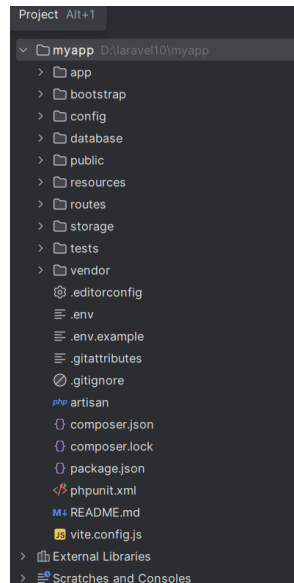 Project Alt+1
myapp D:\laravel10\myapp
app
bootstrap
config
database
public
resources
routes
storage
tests
vendor
.editorconfig
.env
.env.example
.gitattributes
.gitignore
php artisan
composer.json
composer.lock
package.json
phpunit.xml
M↓ README.md
JS vite.config.js
External Libraries
Scratches and Consoles